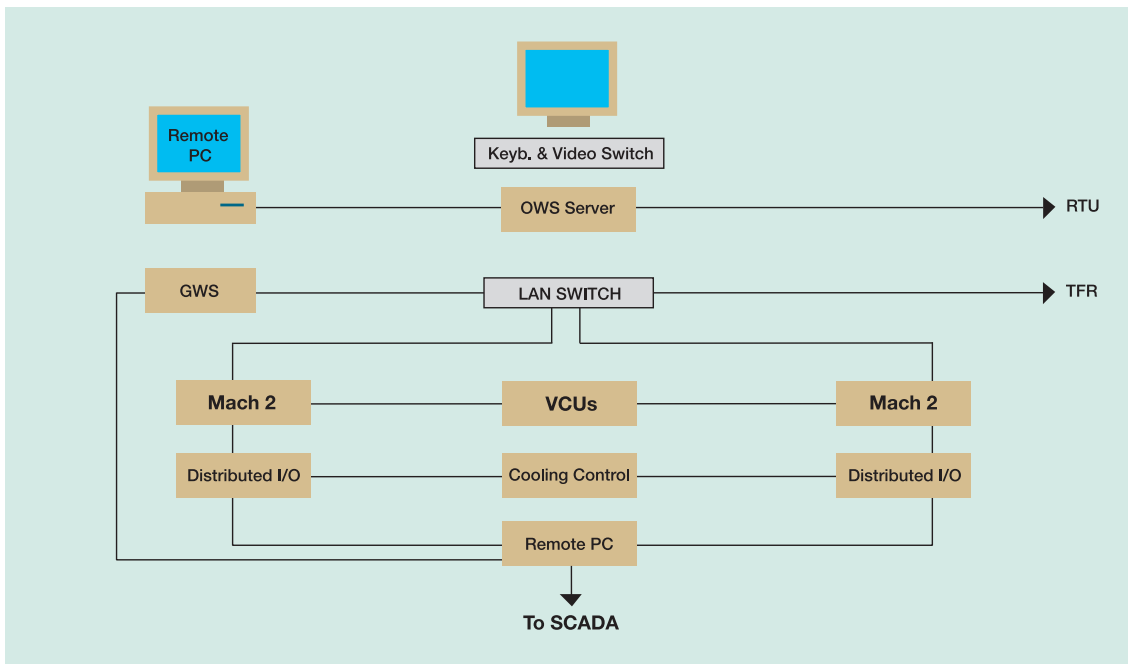 Remote
PC
Keyb. & Video Switch
OWS Server
RTU
GWS
LAN SWITCH
TFR
Mach 2
VCUs
Mach 2
Distributed I/O
Cooling Control
Distributed I/O
Remote PC
To SCADA